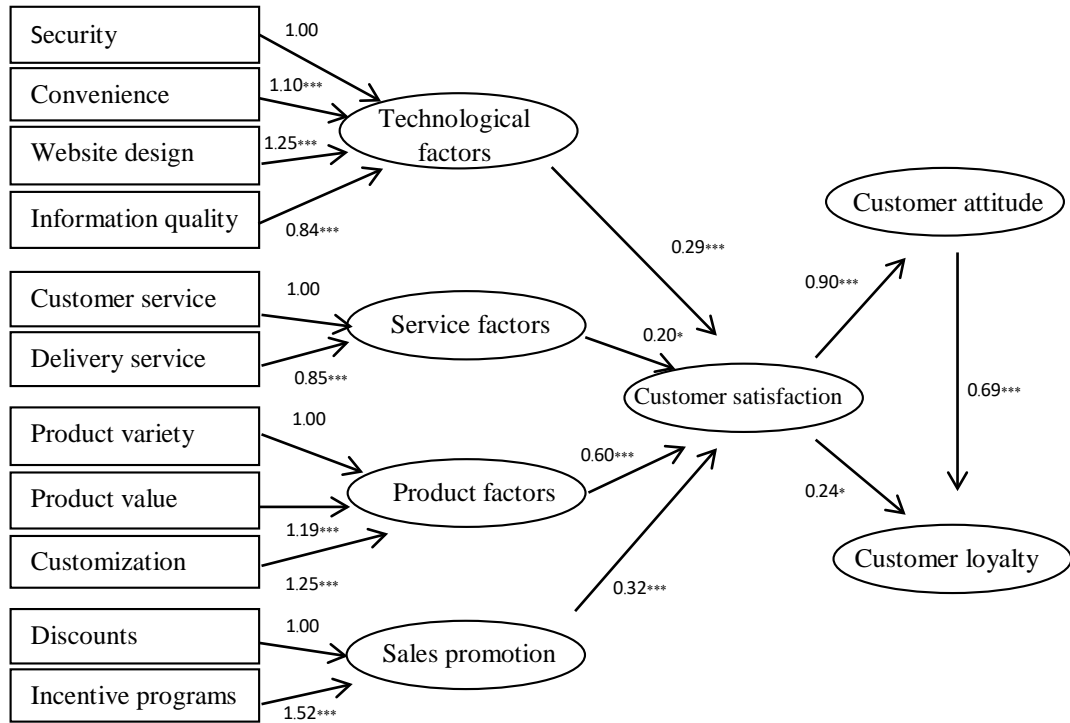 Security
1.00
Convenience
1.10***
Website design
1.25***
Information quality
0.84***
Technological
factors
Customer service
1.00
Delivery service
0.85***
Service factors
Product variety
1.00
Product value
1.19***
Customization
1.25***
Product factors
Discounts
1.00
Incentive programs
1.52***
Sales promotion
0.29***
0.20*
0.60***
0.32***
Customer satisfaction
0.90***
0.24*
Customer attitude
0.69***
Customer loyalty